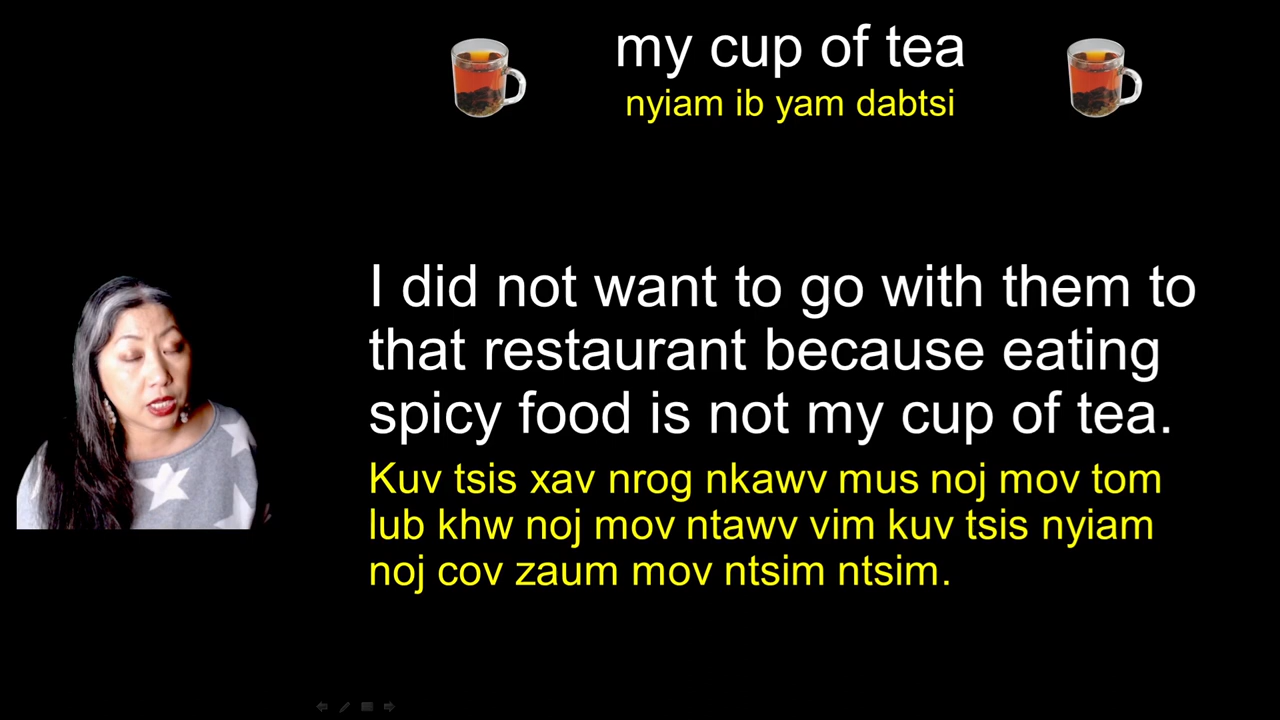 my cup of tea
nyiam ib yam dabtsi
I did not want to go with them to
that restaurant because eating
spicy food is not my cup of tea.
Kuv tsis xav nrog nkawv mus noj mov tom
lub khw noj mov ntawv vim kuv tsis nyiam
noj cov zaum mov ntsim ntsim.